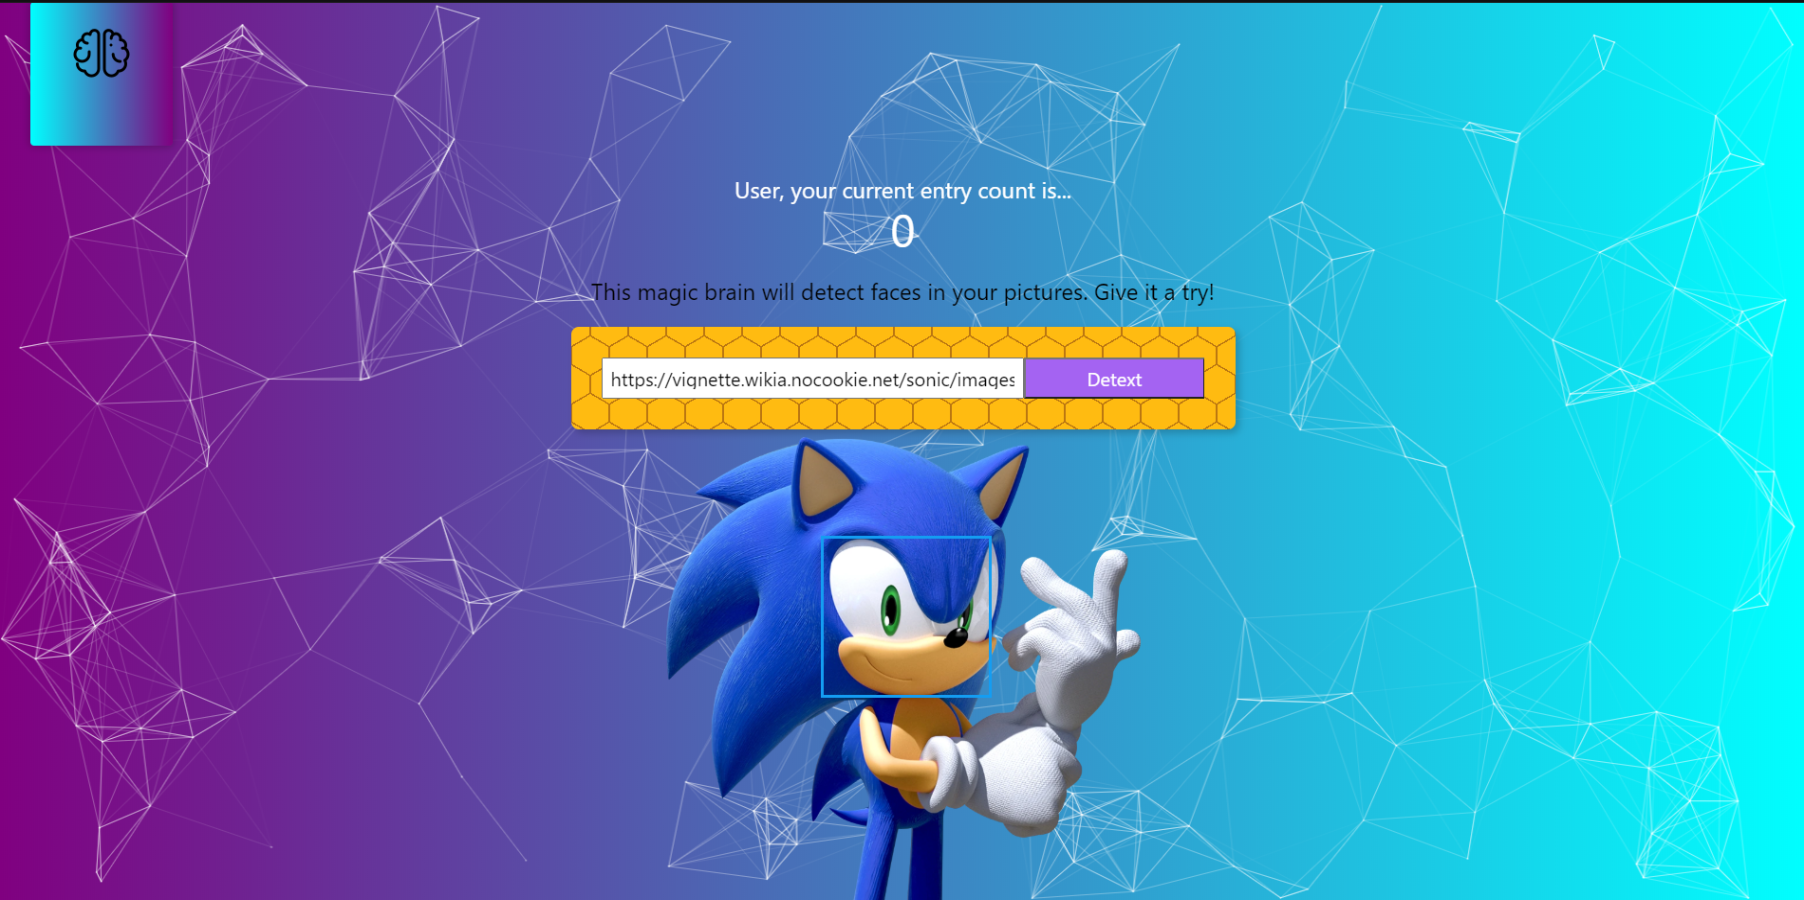 User, your current entry count is...
0
This magic brain will detect faces in your pictures. Give it a try!
https://vignette.wikia.nocookie.net/sonic/images
Detext